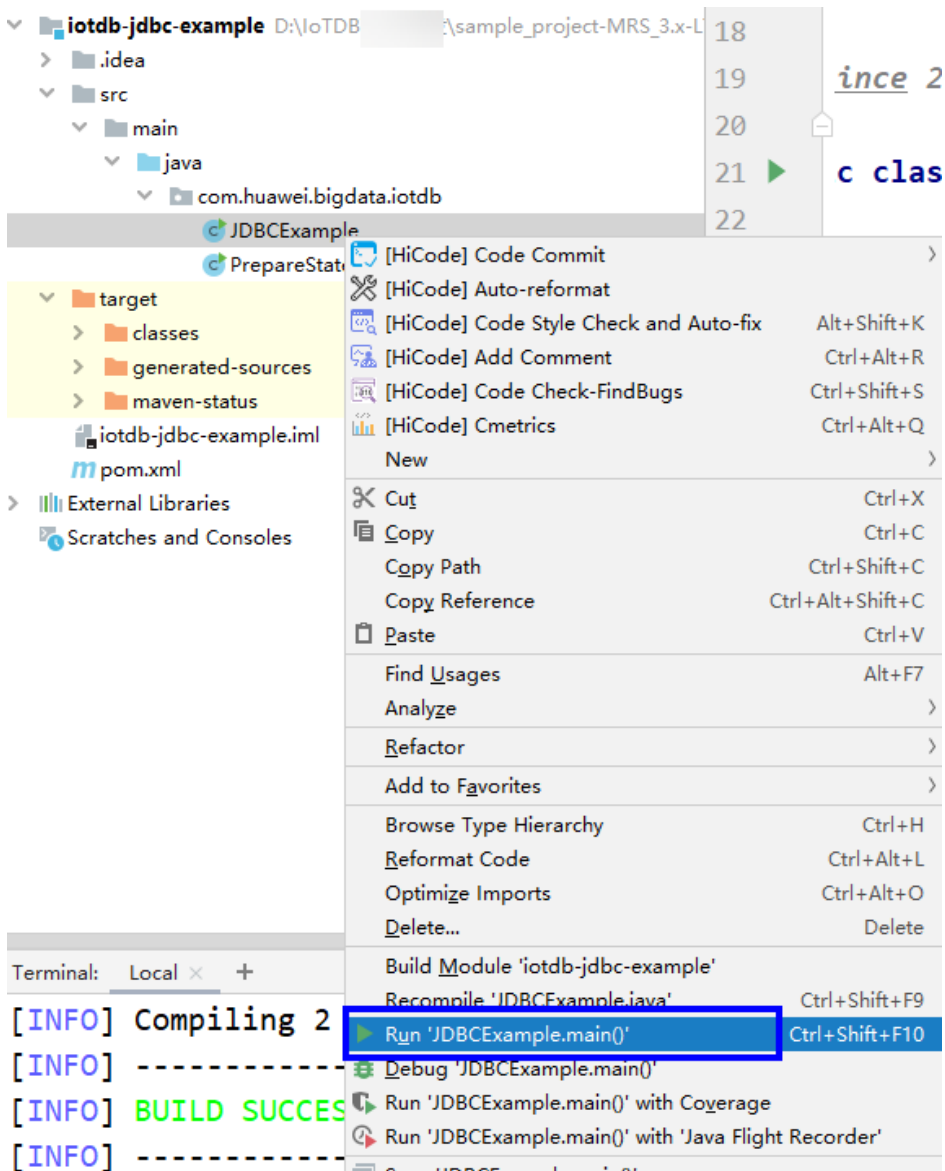 iotdb-jdbc-example D:\IoTDB \sample_project-MRS_3.x-L
.idea
src
main
java
com.huawei.bigdata.iotdb
JDBCExample
PrepareState
target
classes
generated-sources
maven-status
iotdb-jdbc-example.iml
m pom.xml
External Libraries
Scratches and Consoles
18
19 ince 2
20
21 c clas
22
[HiCode] Code Commit
[HiCode] Auto-reformat
[HiCode] Code Style Check and Auto-fix Alt+Shift+K
[HiCode] Add Comment Ctrl+Alt+R
[HiCode] Code Check-FindBugs Ctrl+Shift+S
[HiCode] Cmetrics Ctrl+Alt+Q
New
Cut Ctrl+X
Copy Ctrl+C
Copy Path Ctrl+Shift+C
Copy Reference Ctrl+Alt+Shift+C
Paste Ctrl+V
Find Usages Alt+F7
Analyze
Refactor
Add to Favorites
Browse Type Hierarchy Ctrl+H
Reformat Code Ctrl+Alt+L
Optimize Imports Ctrl+Alt+O
Delete... Delete
Build Module 'iotdb-jdbc-example'
Recompile 'JDBCExample.java' Ctrl+Shift+F9
Run 'JDBCExample.main()' Ctrl+Shift+F10
Debug 'JDBCExample.main()'
Run 'JDBCExample.main()' with Coverage
Run 'JDBCExample.main()' with 'Java Flight Recorder'
Terminal: Local × +
[INFO] Compiling 2
[INFO] ------------
[INFO] BUILD SUCCES
[INFO] ------------